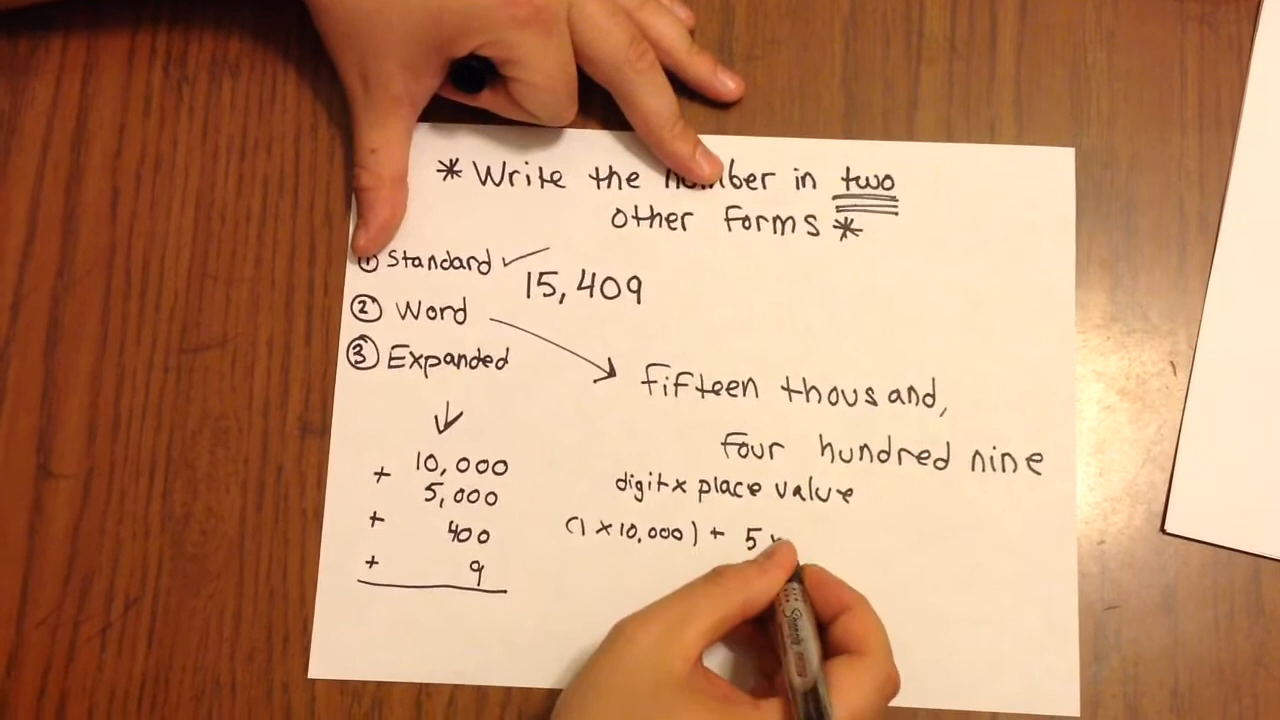 * Write the number in two
other forms *
① Standard ✓
15,409
② Word
③ Expanded
fifteen thousand,
four hundred nine
10,000
+ 5,000
+ 400
+ 9
digit x place value
(1 x 10,000) + 5
Sharpie